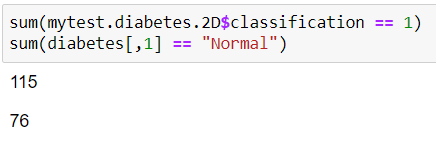 sum(mytest.diabetes.2D$classification == 1)
sum(diabetes[,1] == "Normal")
115
76